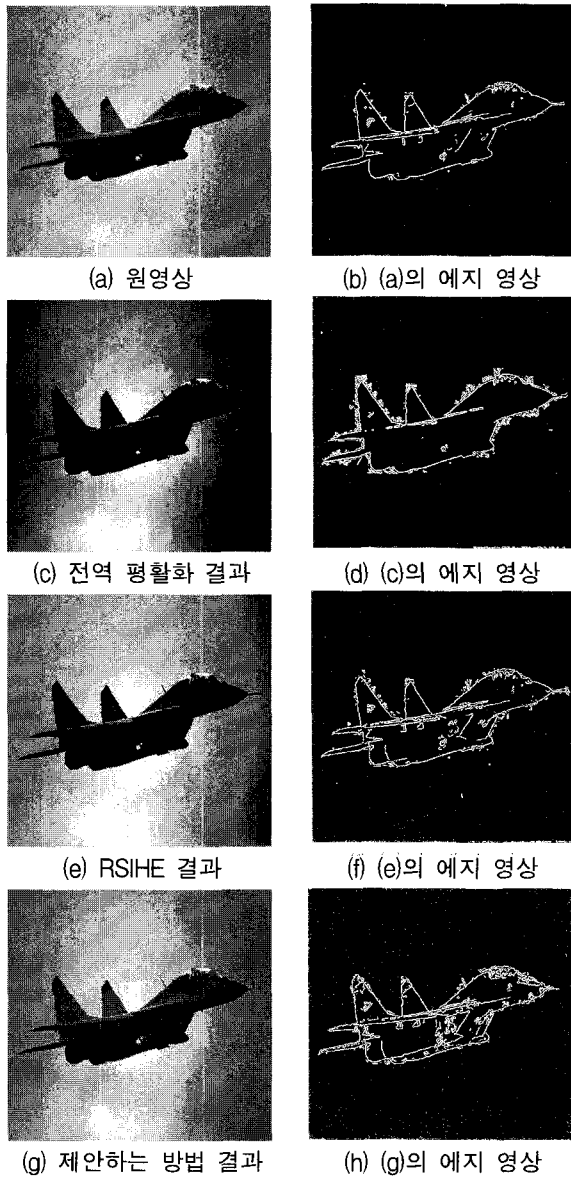 (a) 원영상
(b) (a)의 에지 영상
(c) 전역 평활화 결과
(d) (c)의 에지 영상
(e) RSIHE 결과
(f) (e)의 에지 영상
(g) 제안하는 방법 결과
(h) (g)의 에지 영상